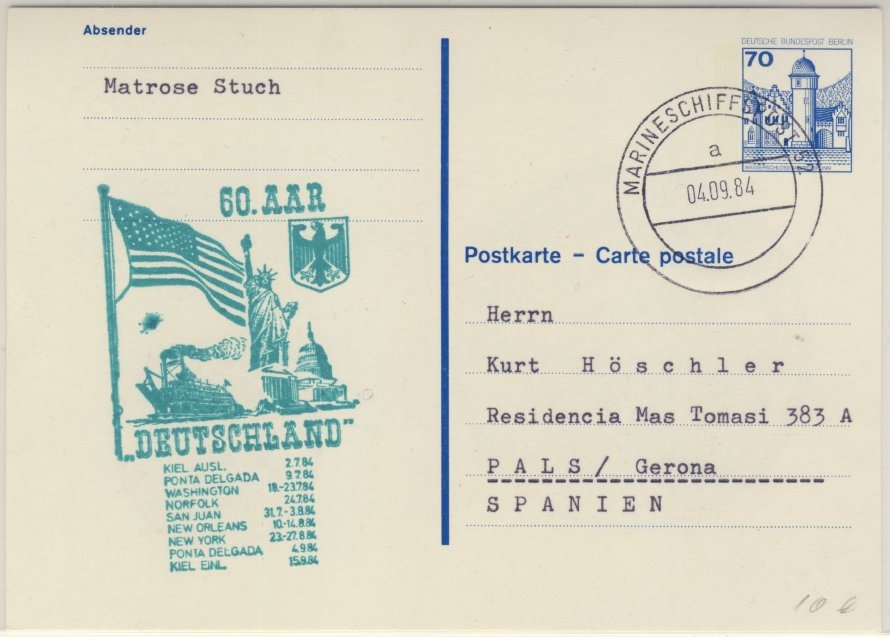 Absender
Matrose Stuch
60. AAR
„DEUTSCHLAND”
KIEL AUSL. 2.7.84
PONTA DELGADA 9.7.84
WASHINGTON 18.-23.7.84
NORFOLK 24.7.84
SAN JUAN 31.7.-3.8.84
NEW ORLEANS 10.-14.8.84
NEW YORK 23.-27.8.84
PONTA DELGADA 4.9.84
KIEL EINL. 15.9.84
DEUTSCHE BUNDESPOST BERLIN
70
MARINESCHIFFSPOST
a
04.09.84
Postkarte – Carte postale
Herrn
Kurt Höschler
Residencia Mas Tomasi 383 A
PALS/ Gerona
SPANIEN
10 €